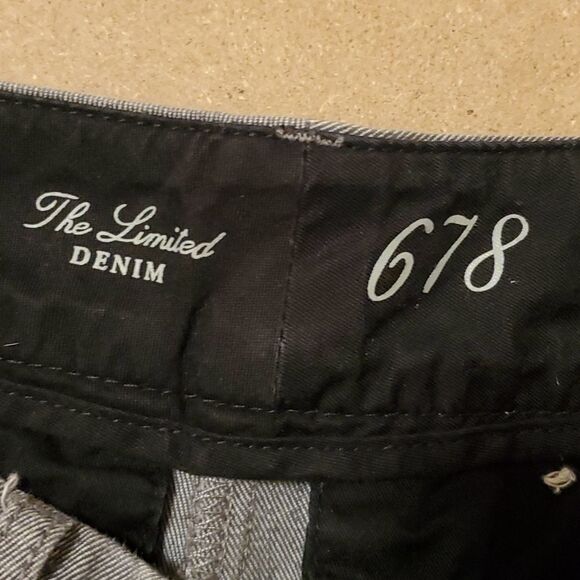 The Limited
DENIM
678